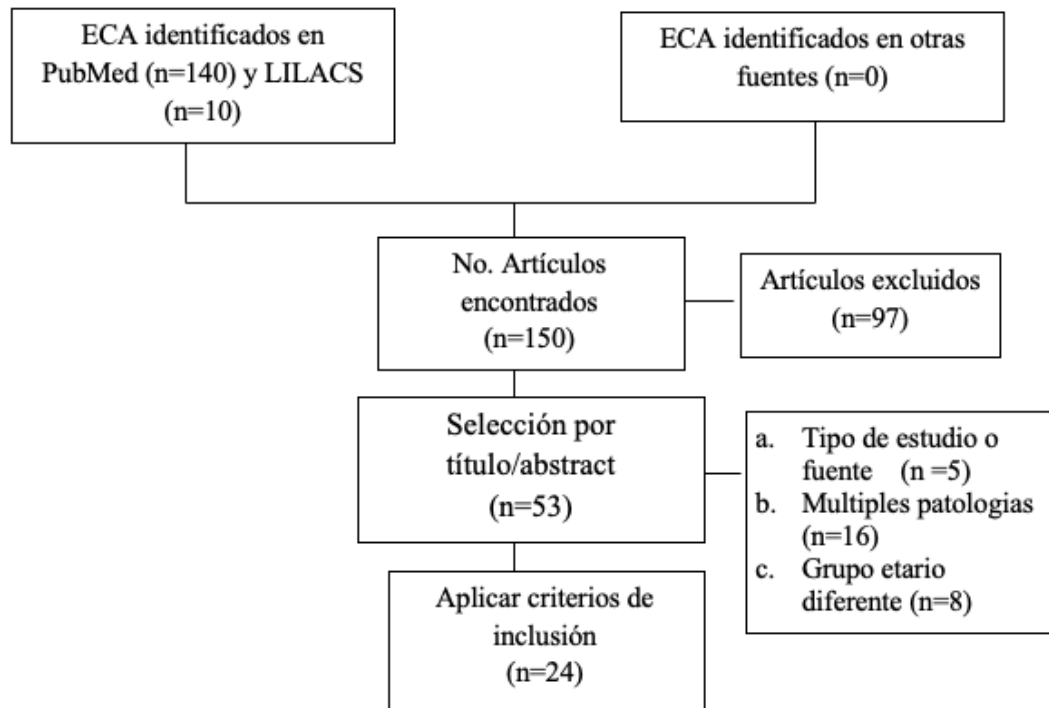 ECA identificados en
PubMed (n=140) y LILACS
(n=10)
ECA identificados en otras
fuentes (n=0)
No. Artículos
encontrados
(n=150)
Artículos excluidos
(n=97)
Selección por
título/abstract
(n=53)
a. Tipo de estudio o
fuente (n =5)
b. Multiples patologias
(n=16)
c. Grupo etario
diferente (n=8)
Aplicar criterios de
inclusión
(n=24)